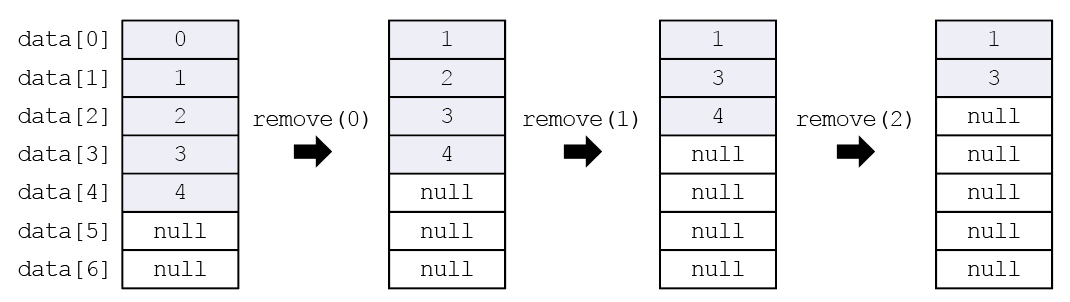 data[0] 0 1 1 1
data[1] 1 2 3 3
data[2] 2 remove(0) 3 remove(1) 4 remove(2) null
data[3] 3 4 null null
data[4] 4 null null null
data[5] null null null null
data[6] null null null null